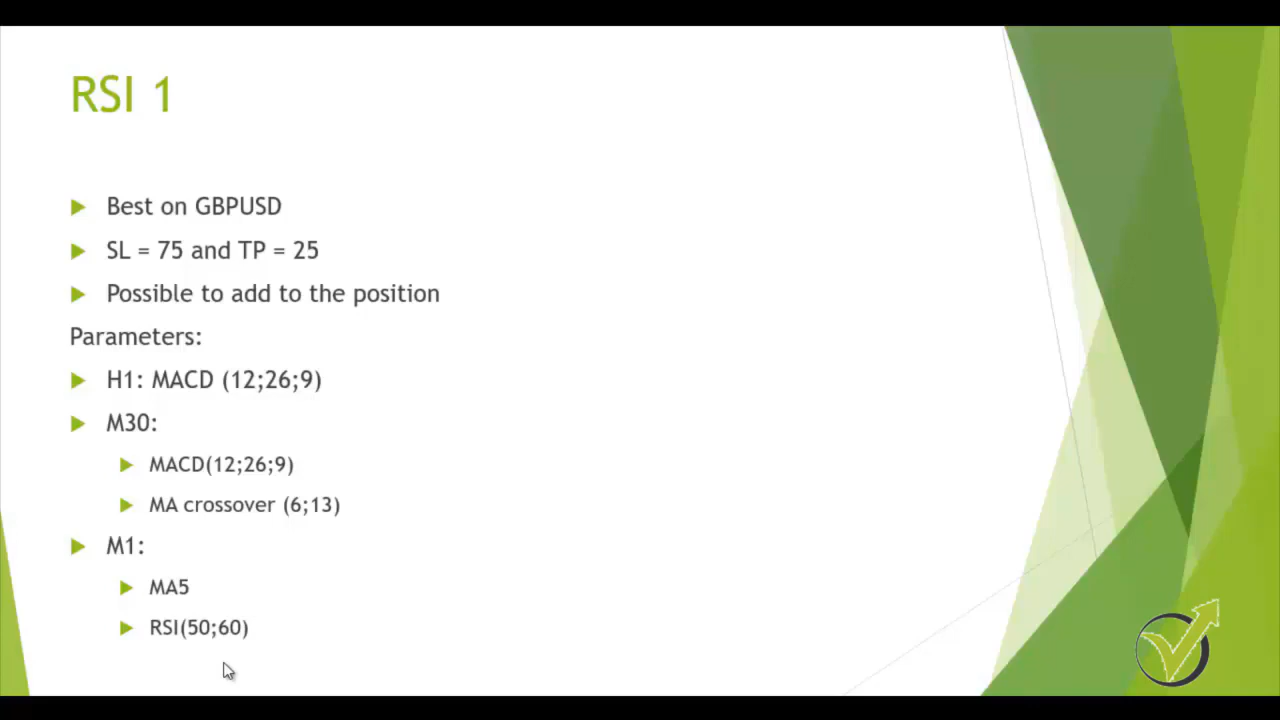 RSI 1
Best on GBPUSD
SL = 75 and TP = 25
Possible to add to the position
Parameters:
H1: MACD (12;26;9)
M30:
MACD(12;26;9)
MA crossover (6;13)
M1:
MA5
RSI(50;60)